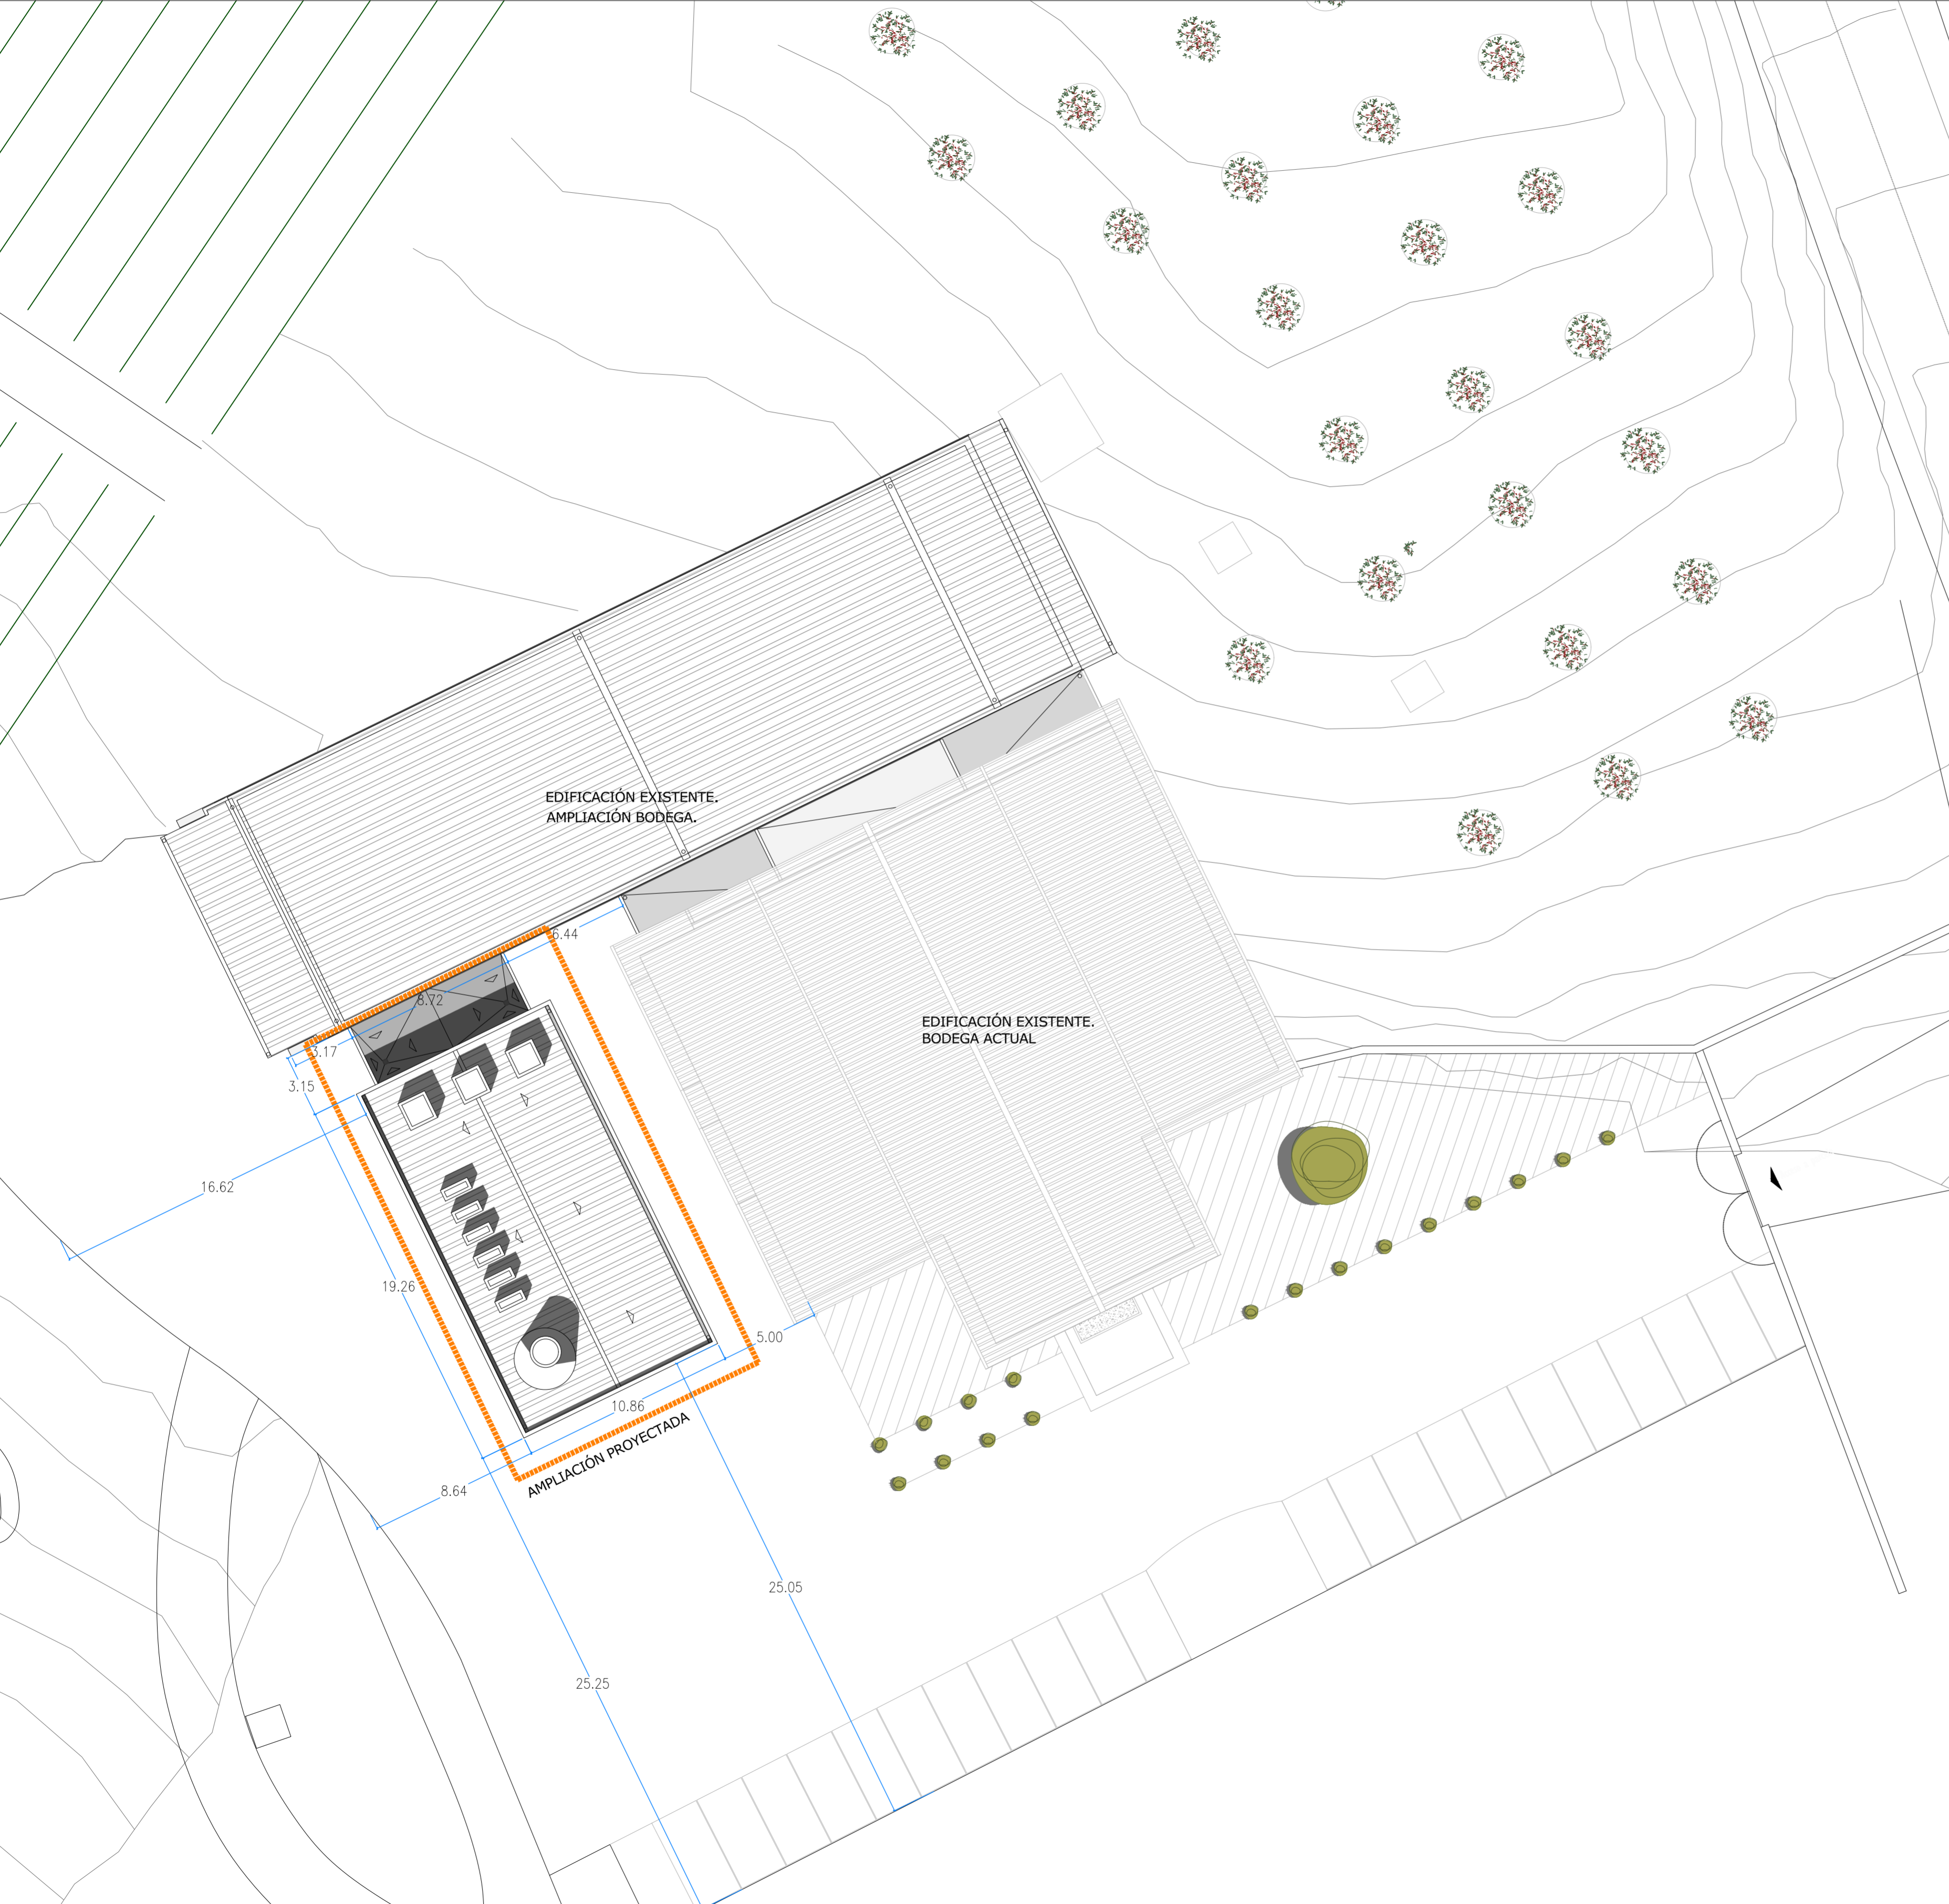 EDIFICACIÓN EXISTENTE.
AMPLIACIÓN BODEGA.
6.44
8.72
3.17
3.15
EDIFICACIÓN EXISTENTE.
BODEGA ACTUAL
16.62
19.26
5.00
10.86
AMPLIACIÓN PROYECTADA
8.64
25.05
25.25